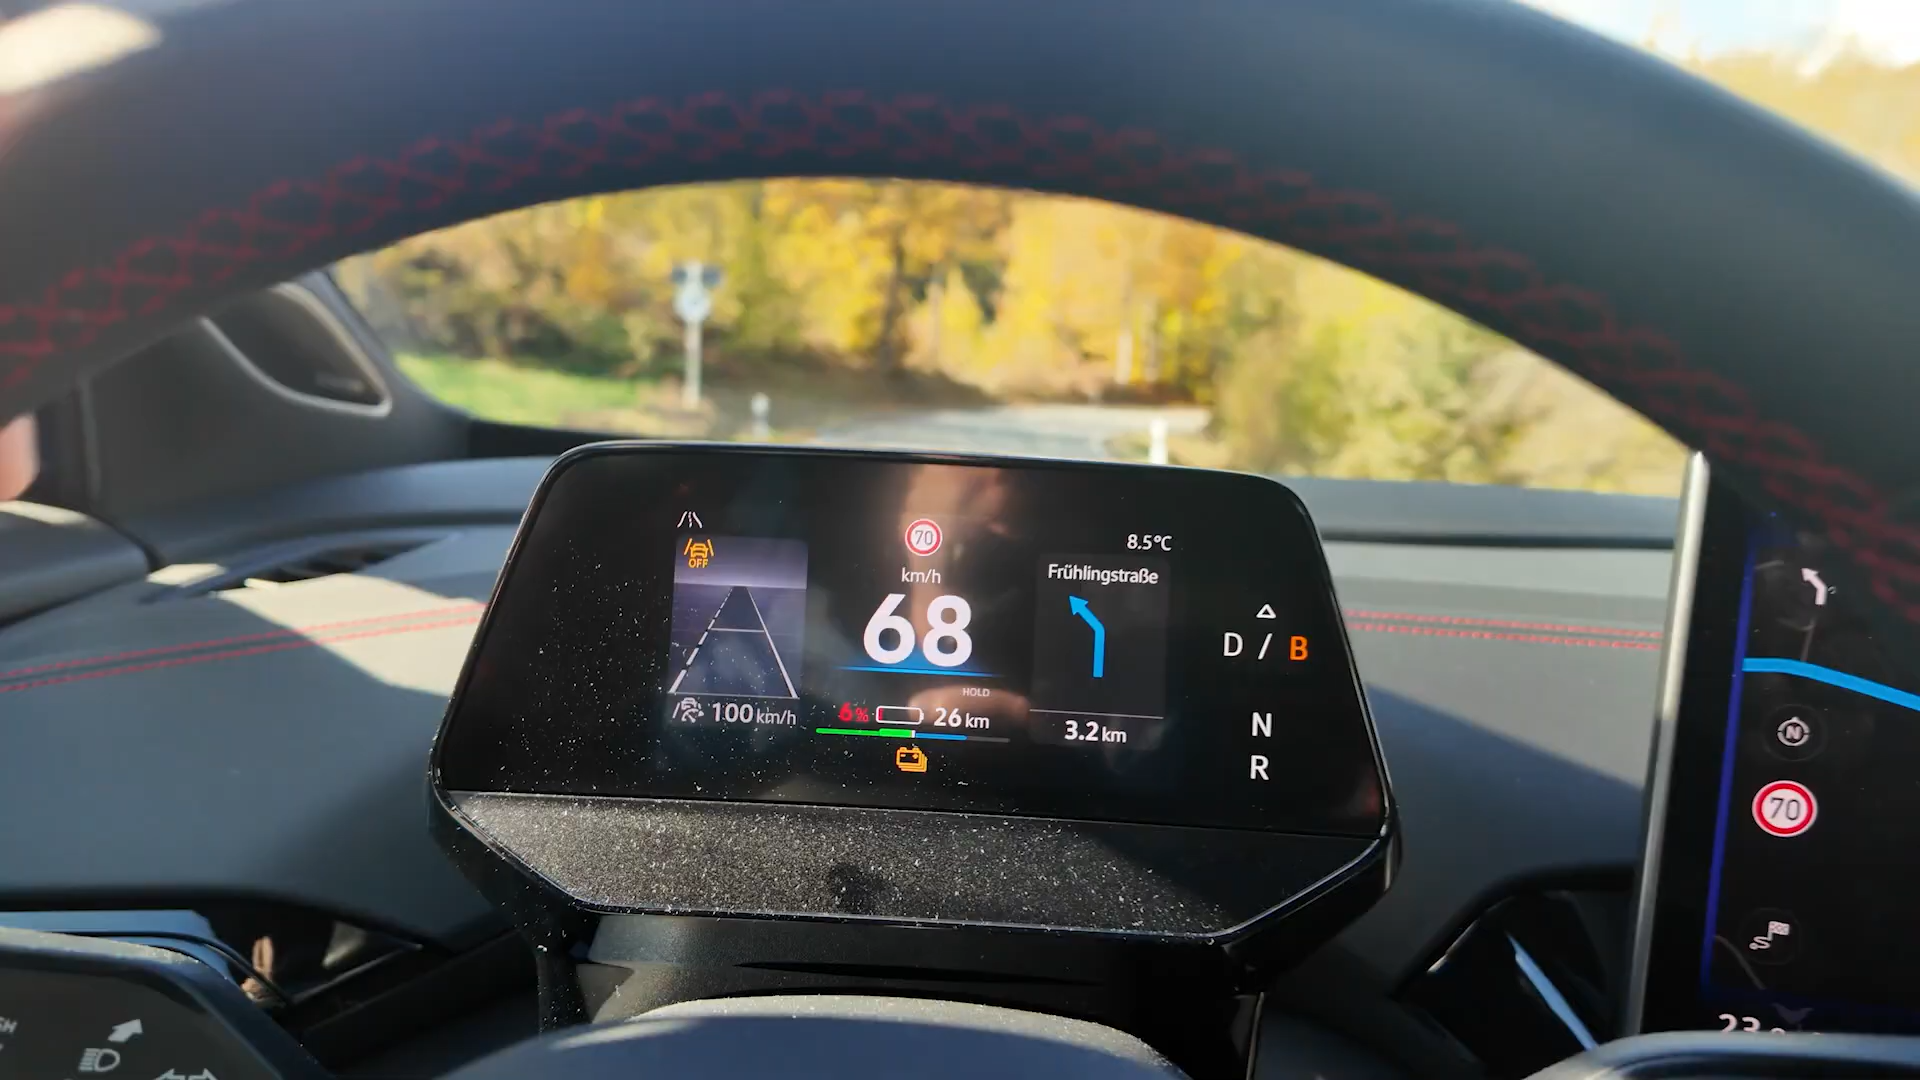 70
8.5°C
OFF
km/h
Frühlingstraße
68
D / B
HOLD
100 km/h
6% 26 km
3.2 km
N
R
N
70